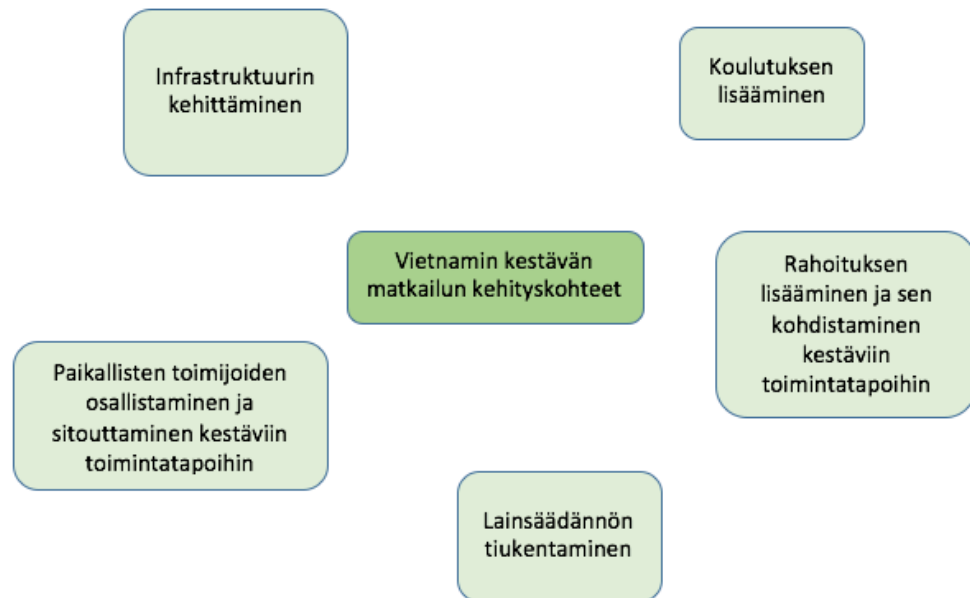 Infrastruktuurin
kehittäminen
Koulutuksen
lisääminen
Vietnamin kestävän
matkailun kehityskohteet
Rahoituksen
lisääminen ja sen
kohdistaminen
kestäviin
toimintatapoihin
Paikallisten toimijoiden
osallistaminen ja
sitouttaminen kestäviin
toimintatapoihin
Lainsäädännön
tiukentaminen